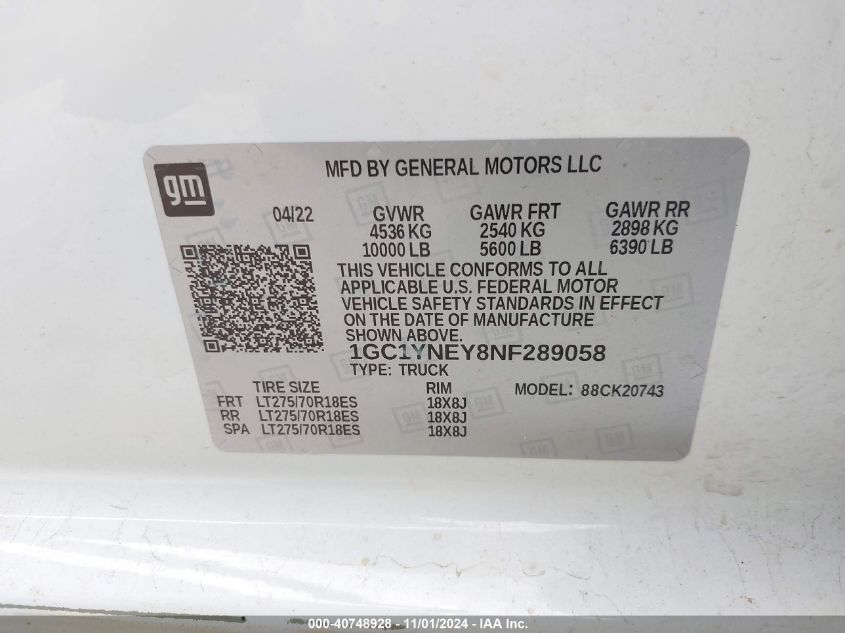 gm
MFD BY GENERAL MOTORS LLC
04/22 GVWR GAWR FRT GAWR RR
4536 KG 2540 KG 2898 KG
10000 LB 5600 LB 6390 LB
THIS VEHICLE CONFORMS TO ALL
APPLICABLE U.S. FEDERAL MOTOR
VEHICLE SAFETY STANDARDS IN EFFECT
ON THE DATE OF MANUFACTURE
SHOWN ABOVE.
1GC1YNEY8NF289058
TYPE: TRUCK
TIRE SIZE RIM MODEL: 88CK20743
FRT LT275/70R18ES 18X8J
RR LT275/70R18ES 18X8J
SPA LT275/70R18ES 18X8J
000-40748928 - 11/01/2024 - IAA Inc.